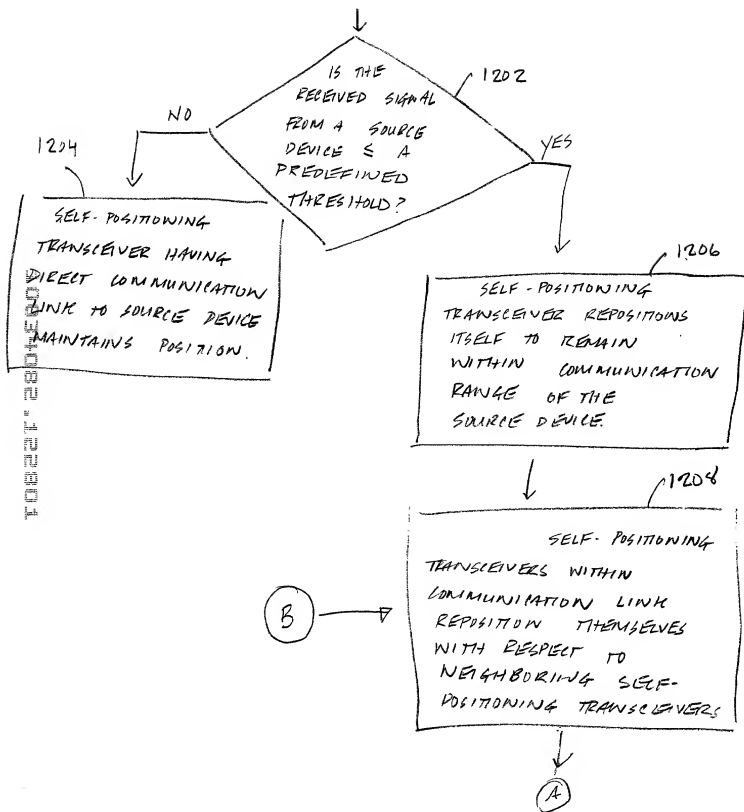 IS THE
RECEIVED SIGNAL
FROM A SOURCE
DEVICE ≤ A
PREDEFINED
THRESHOLD?
1202
NO
YES
1204
SELF-POSITIONING
TRANSCEIVER HAVING
DIRECT COMMUNICATION
LINK TO SOURCE DEVICE
MAINTAINS POSITION.
1206
SELF-POSITIONING
TRANSCEIVER REPOSITIONS
ITSELF TO REMAIN
WITHIN COMMUNICATION
RANGE OF THE
SOURCE DEVICE.
1208
SELF-POSITIONING
TRANSCEIVERS WITHIN
COMMUNICATION LINK
REPOSITION THEMSELVES
WITH RESPECT TO
NEIGHBORING SELF-
POSITIONING TRANSCEIVERS
B
A